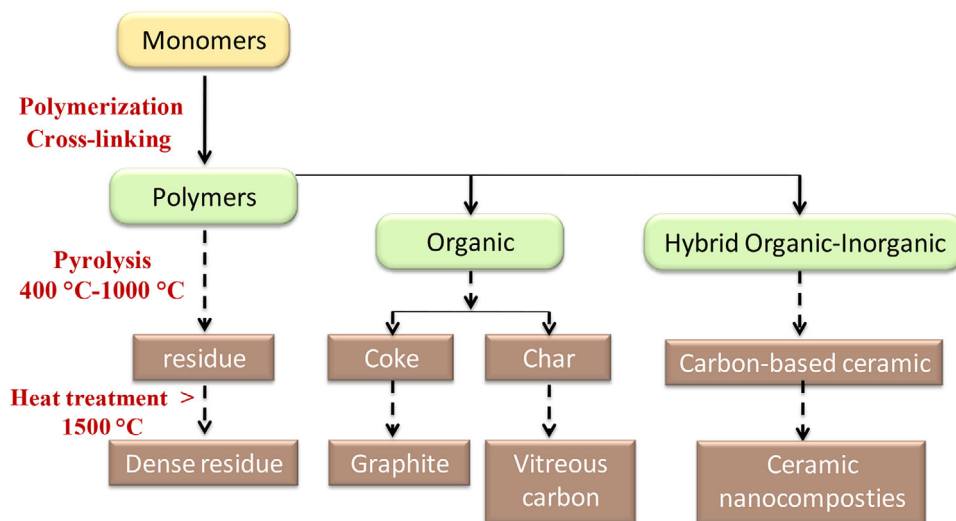 Monomers
Polymerization
Cross-linking
Polymers
Organic
Hybrid Organic-Inorganic
Pyrolysis
400 °C-1000 °C
residue
Coke
Char
Carbon-based ceramic
Heat treatment >
1500 °C
Dense residue
Graphite
Vitreous
carbon
Ceramic
nanocomposties